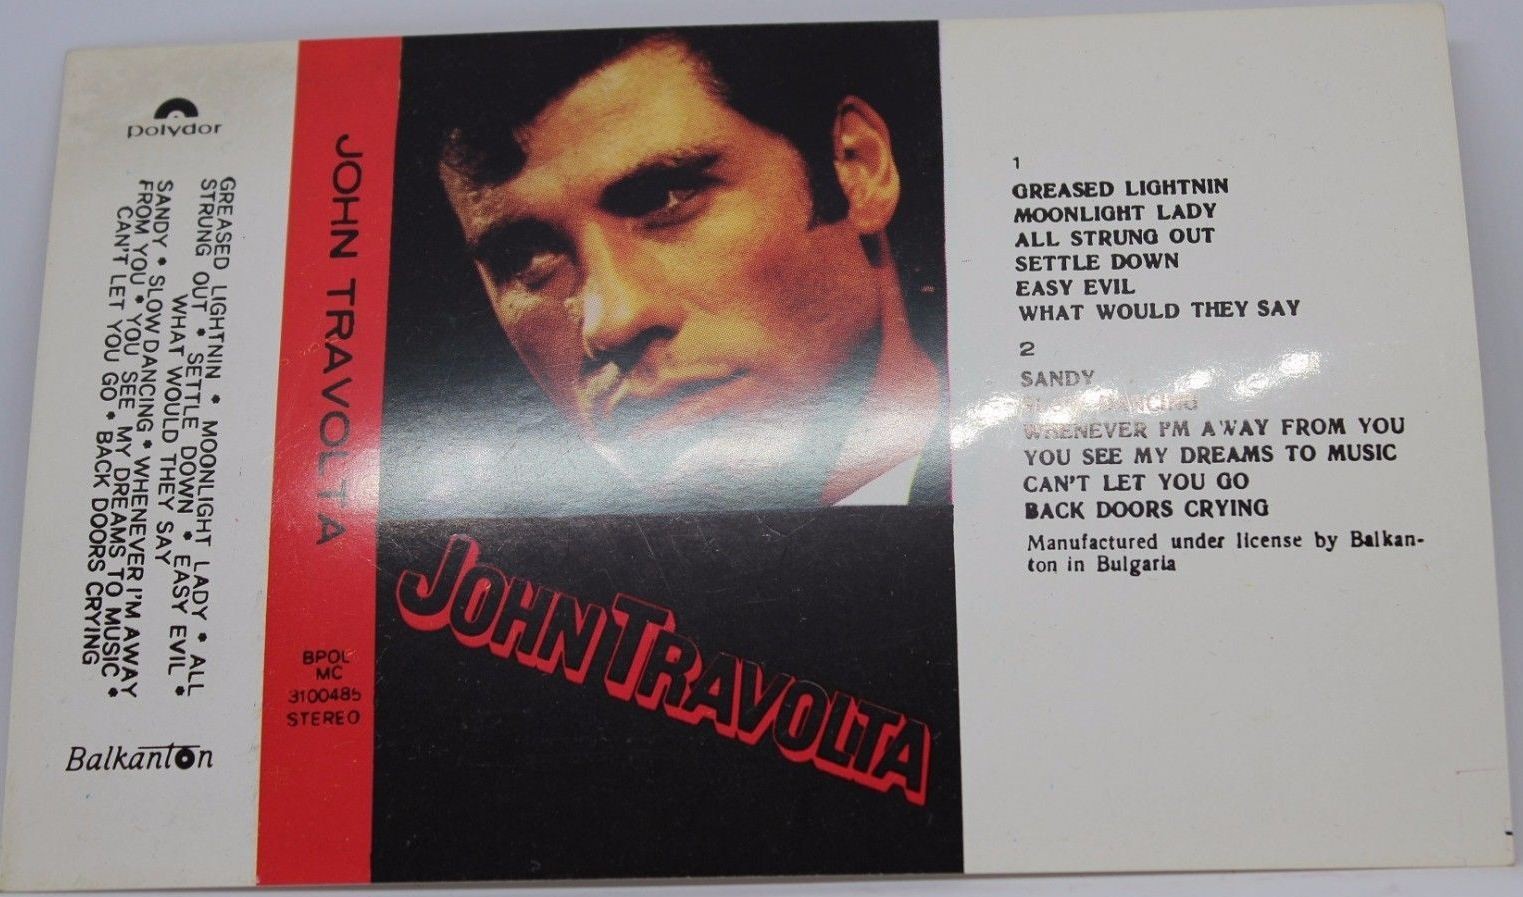 polydor
GREASED LIGHTNIN * MOONLIGHT LADY * ALL
STRUNG OUT * SETTLE DOWN * EASY EVIL *
WHAT WOULD THEY SAY
SANDY * SLOW DANCING * WHENEVER I'M AWAY
FROM YOU * YOU SEE MY DREAMS TO MUSIC *
CAN'T LET YOU GO * BACK DOORS CRYING
Balkanton
JOHN TRAVOLTA
BPOL
MC
3100485
STEREO
JOHN TRAVOLTA
1
GREASED LIGHTNIN
MOONLIGHT LADY
ALL STRUNG OUT
SETTLE DOWN
EASY EVIL
WHAT WOULD THEY SAY
2
SANDY
SLOW DANCING
WHENEVER I'M AWAY FROM YOU
YOU SEE MY DREAMS TO MUSIC
CAN'T LET YOU GO
BACK DOORS CRYING
Manufactured under license by Balkan-
ton in Bulgaria